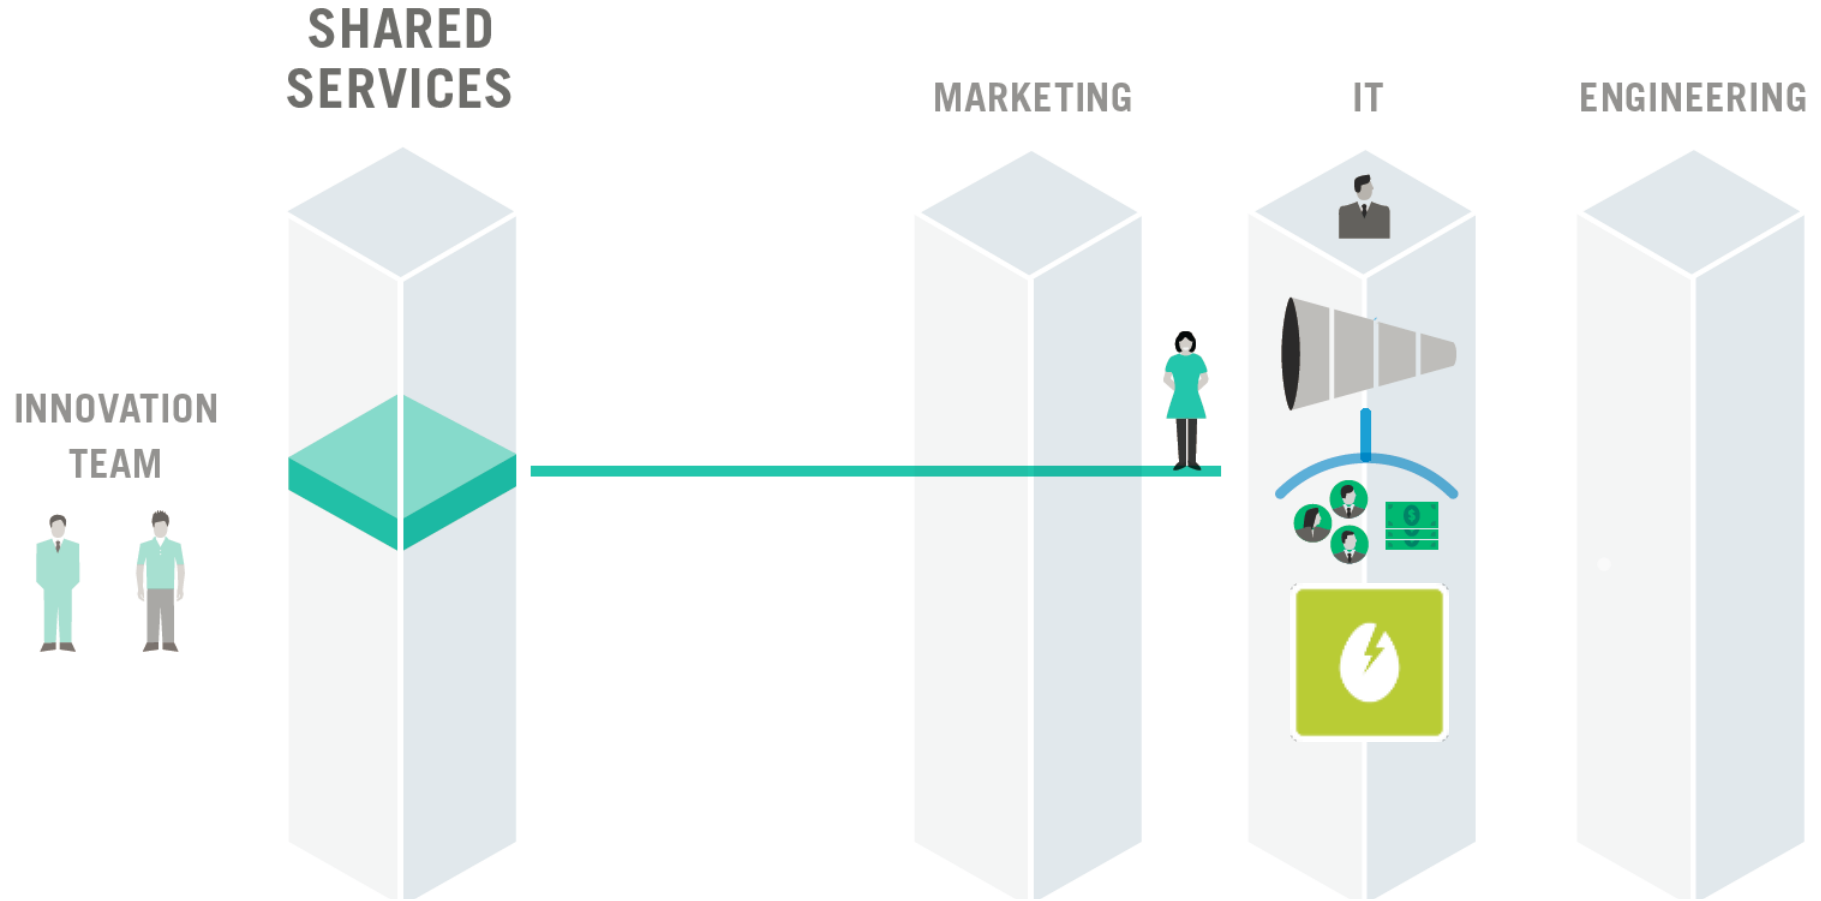 SHARED
SERVICES
MARKETING
IT
ENGINEERING
INNOVATION
TEAM